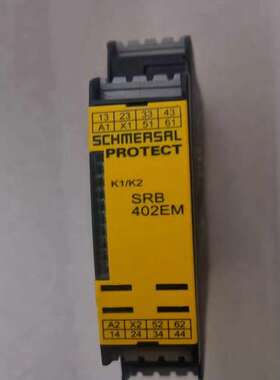 13 23 33 43
A1 X1 51 61
SCHMERSAL
PROTECT
K1/K2
SRB
402EM
A2 X2 52 62
14 24 34 44